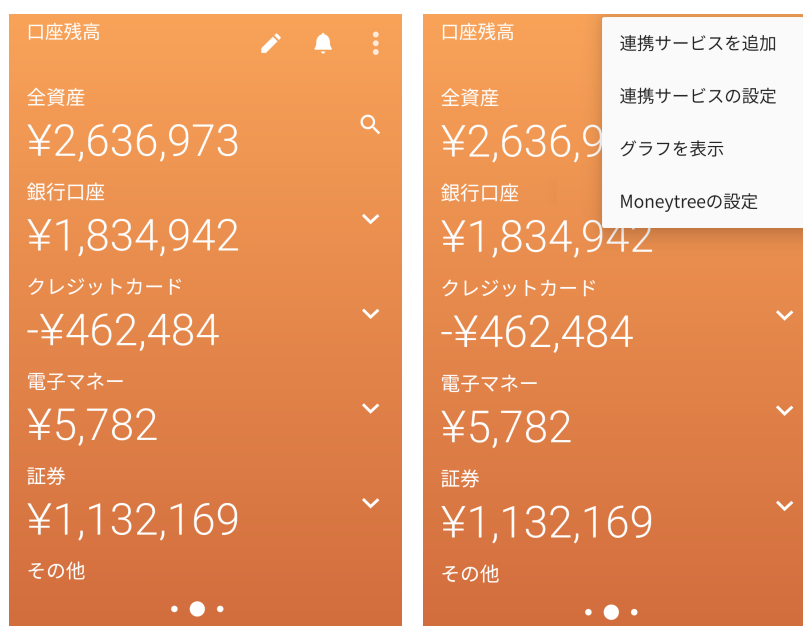 口座残高
全資産
¥2,636,973
銀行口座
¥1,834,942
クレジットカード
-¥462,484
電子マネー
¥5,782
証券
¥1,132,169
その他
口座残高
連携サービスを追加
連携サービスの設定
グラフを表示
Moneytreeの設定
全資産
¥2,636,9
銀行口座
¥1,834,942
クレジットカード
-¥462,484
電子マネー
¥5,782
証券
¥1,132,169
その他